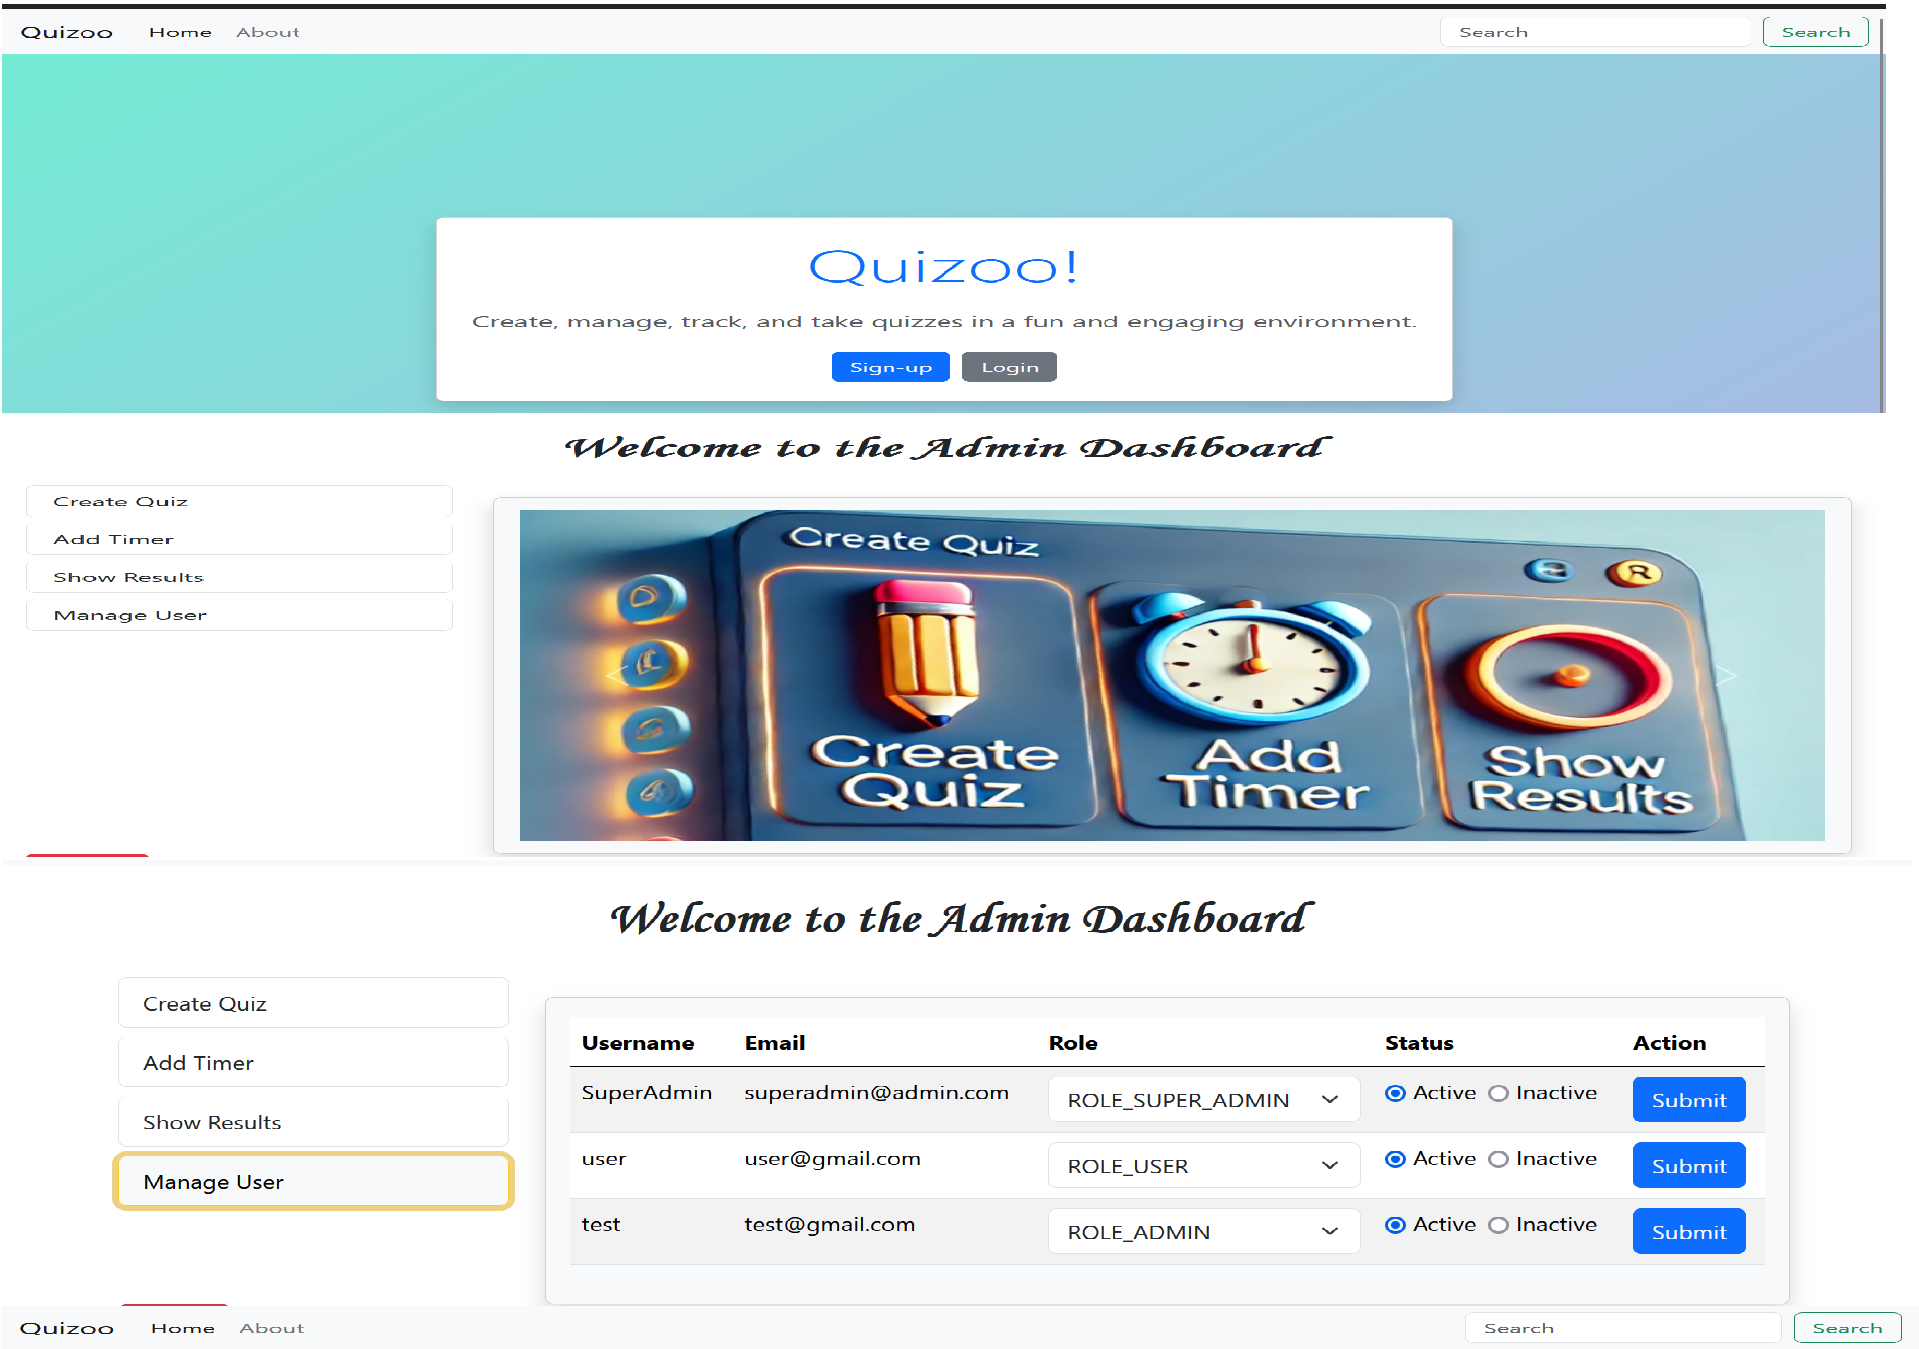 Quizoo Home About Search Search
Quizoo!
Create, manage, track, and take quizzes in a fun and engaging environment.
Sign-up Login
Welcome to the Admin Dashboard
Create Quiz
Add Timer
Show Results
Manage User
Create Quiz
R
Create Quiz
Add Timer
Show Results
Welcome to the Admin Dashboard
Create Quiz
Add Timer
Show Results
Manage User
Username Email Role Status Action
SuperAdmin superadmin@admin.com ROLE_SUPER_ADMIN Active Inactive Submit
user user@gmail.com ROLE_USER Active Inactive Submit
test test@gmail.com ROLE_ADMIN Active Inactive Submit
Quizoo Home About Search Search